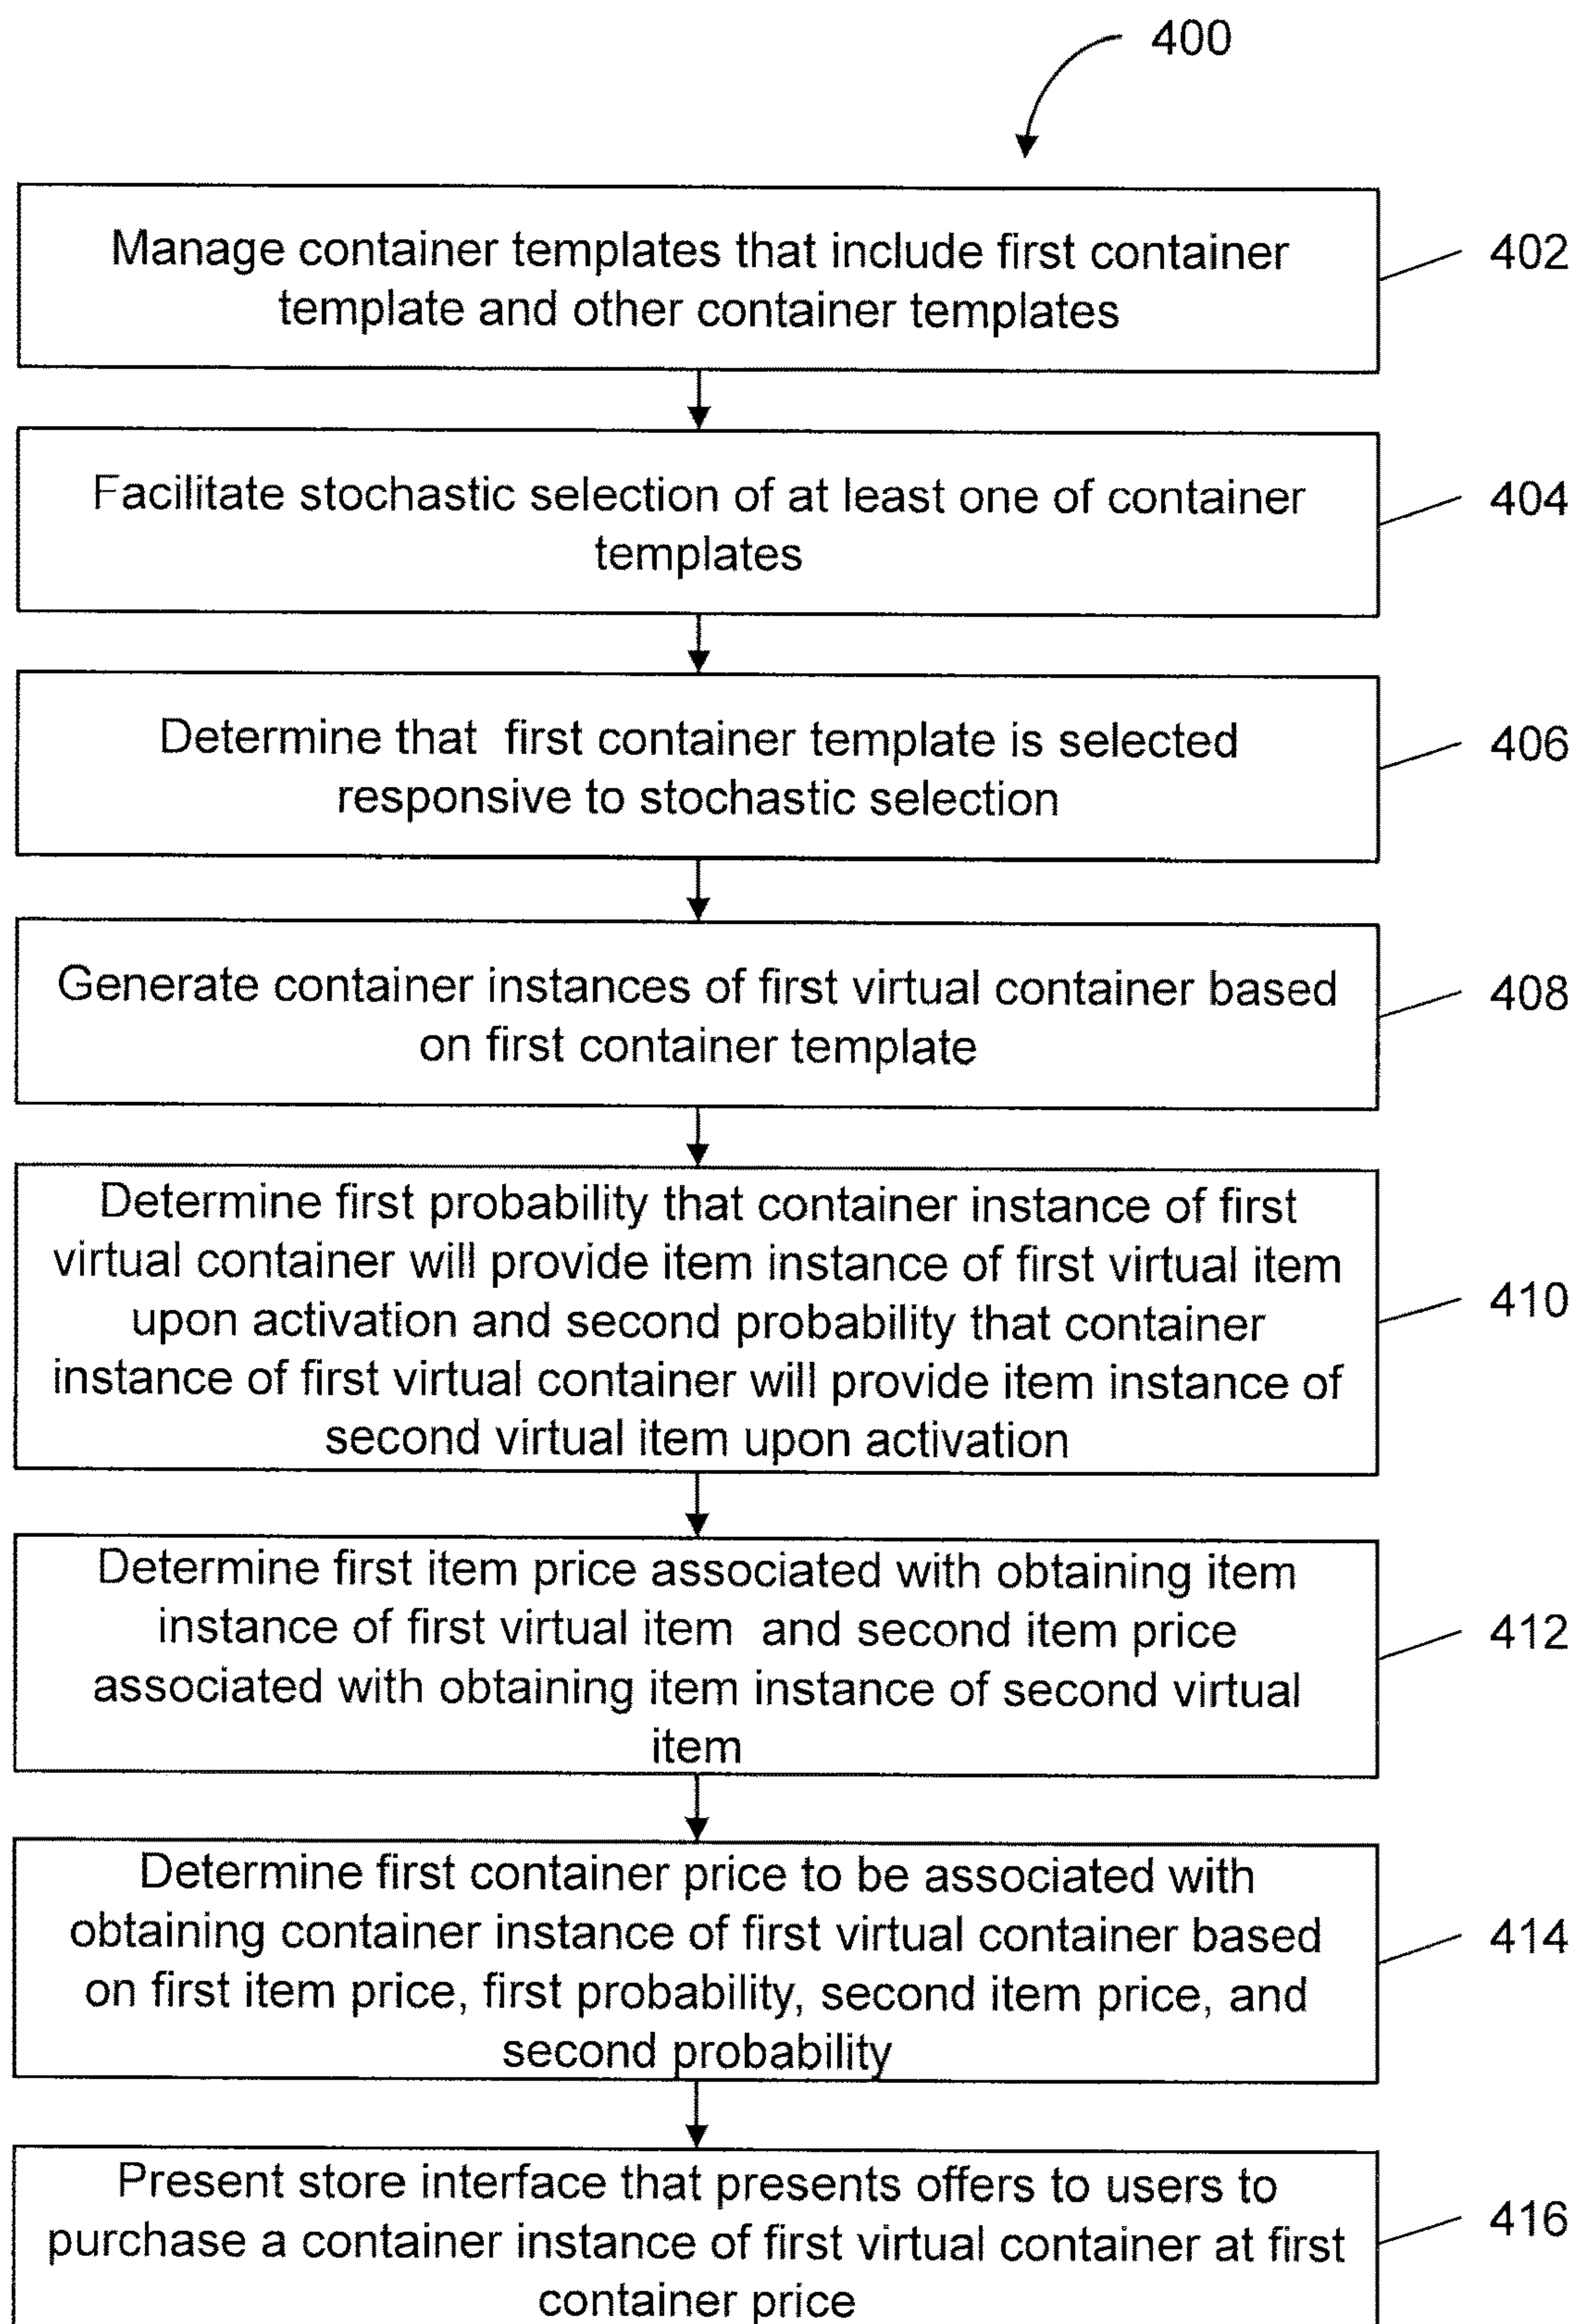 400
Manage container templates that include first container
template and other container templates
402
Facilitate stochastic selection of at least one of container
templates
404
Determine that first container template is selected
responsive to stochastic selection
406
Generate container instances of first virtual container based
on first container template
408
Determine first probability that container instance of first
virtual container will provide item instance of first virtual item
upon activation and second probability that container
instance of first virtual container will provide item instance of
second virtual item upon activation
410
Determine first item price associated with obtaining item
instance of first virtual item and second item price
associated with obtaining item instance of second virtual
item
412
Determine first container price to be associated with
obtaining container instance of first virtual container based
on first item price, first probability, second item price, and
second probability
414
Present store interface that presents offers to users to
purchase a container instance of first virtual container at first
container price
416